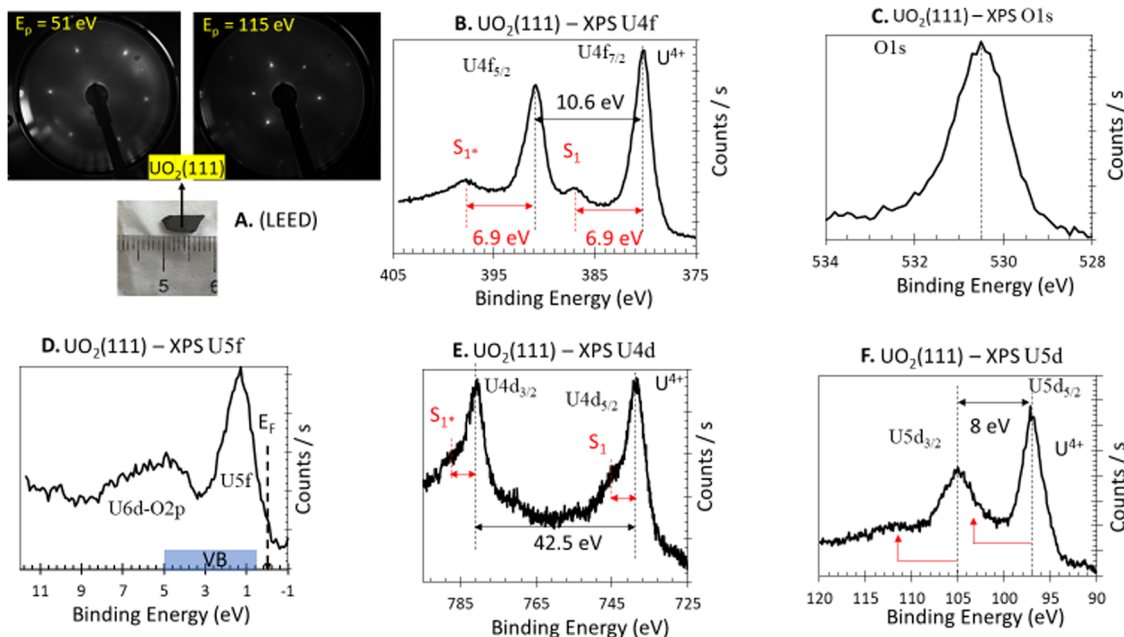 Eₚ = 51 eV
Eₚ = 115 eV
UO₂(111)
A. (LEED)
5
6
B. UO₂(111) – XPS U4f
U4f₇/₂
U⁴⁺
U4f₅/₂
10.6 eV
S₁*
S₁
6.9 eV
6.9 eV
Counts / s
405
395
385
375
Binding Energy (eV)
C. UO₂(111) – XPS O1s
O1s
Counts / s
534
532
530
528
Binding Energy (eV)
D. UO₂(111) – XPS U5f
E_F
U5f
U6d-O2p
VB
Counts / s
11
9
7
5
3
1
-1
Binding Energy (eV)
E. UO₂(111) – XPS U4d
U4d₃/₂
U4d₅/₂
U⁴⁺
S₁*
S₁
42.5 eV
Counts / s
785
765
745
725
Binding Energy (eV)
F. UO₂(111) – XPS U5d
U5d₅/₂
8 eV
U5d₃/₂
U⁴⁺
Counts / s
120
115
110
105
100
95
90
Binding Energy (eV)